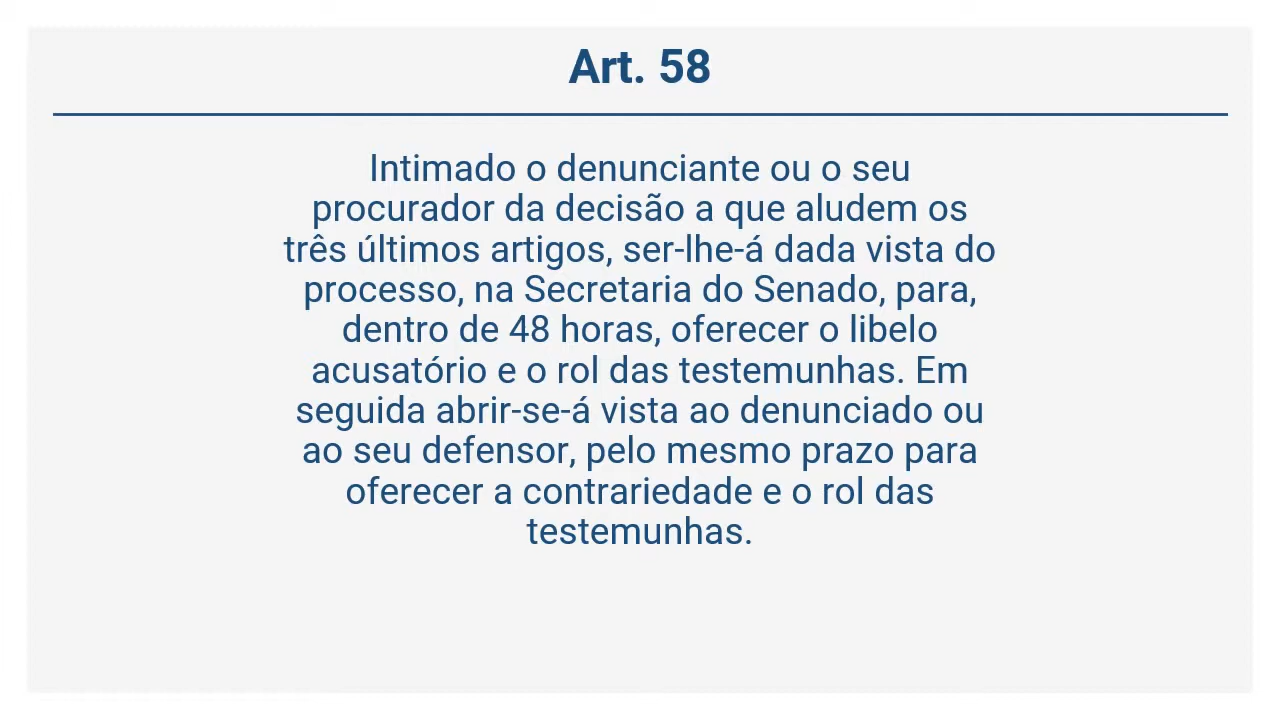 Art. 58
Intimado o denunciante ou o seu
procurador da decisão a que aludem os
três últimos artigos, ser-lhe-á dada vista do
processo, na Secretaria do Senado, para,
dentro de 48 horas, oferecer o libelo
acusatório e o rol das testemunhas. Em
seguida abrir-se-á vista ao denunciado ou
ao seu defensor, pelo mesmo prazo para
oferecer a contrariedade e o rol das
testemunhas.